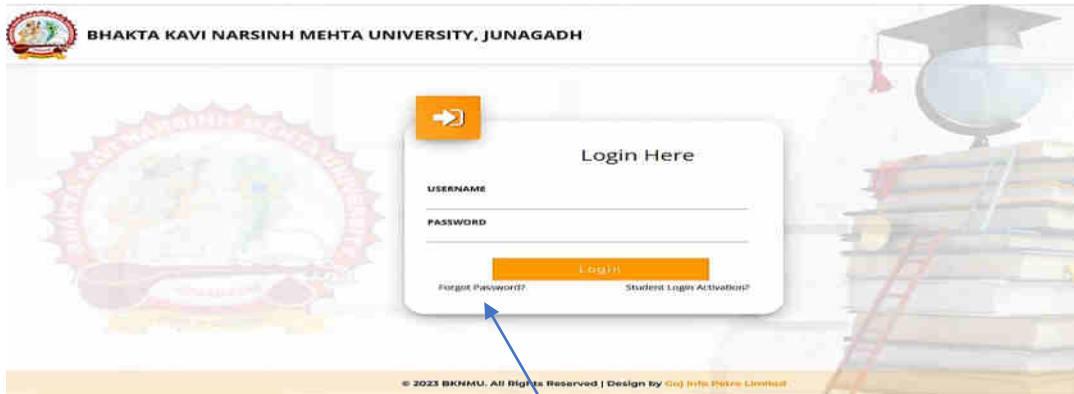 BHAKTA KAVI NARSINH MEHTA UNIVERSITY, JUNAGADH
Login Here
USERNAME
PASSWORD
Login
Forgot Password? Student Login Activation?
© 2023 BKNMU. All Rights Reserved | Design by Guj Info Petro Limited